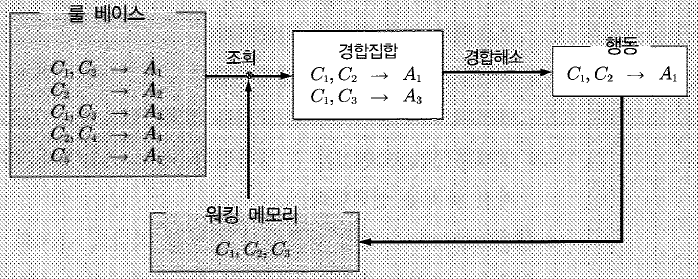 룰 베이스
C₁, C₂ → A₁
→ A₂
C₁, C₃ → A₃
C₂, C₄ → A₄
C₅ → A₅
조회
경합집합
C₁, C₂ → A₁
C₁, C₃ → A₃
경합해소
행동
C₁, C₂ → A₁
워킹 메모리
C₁, C₂, C₃